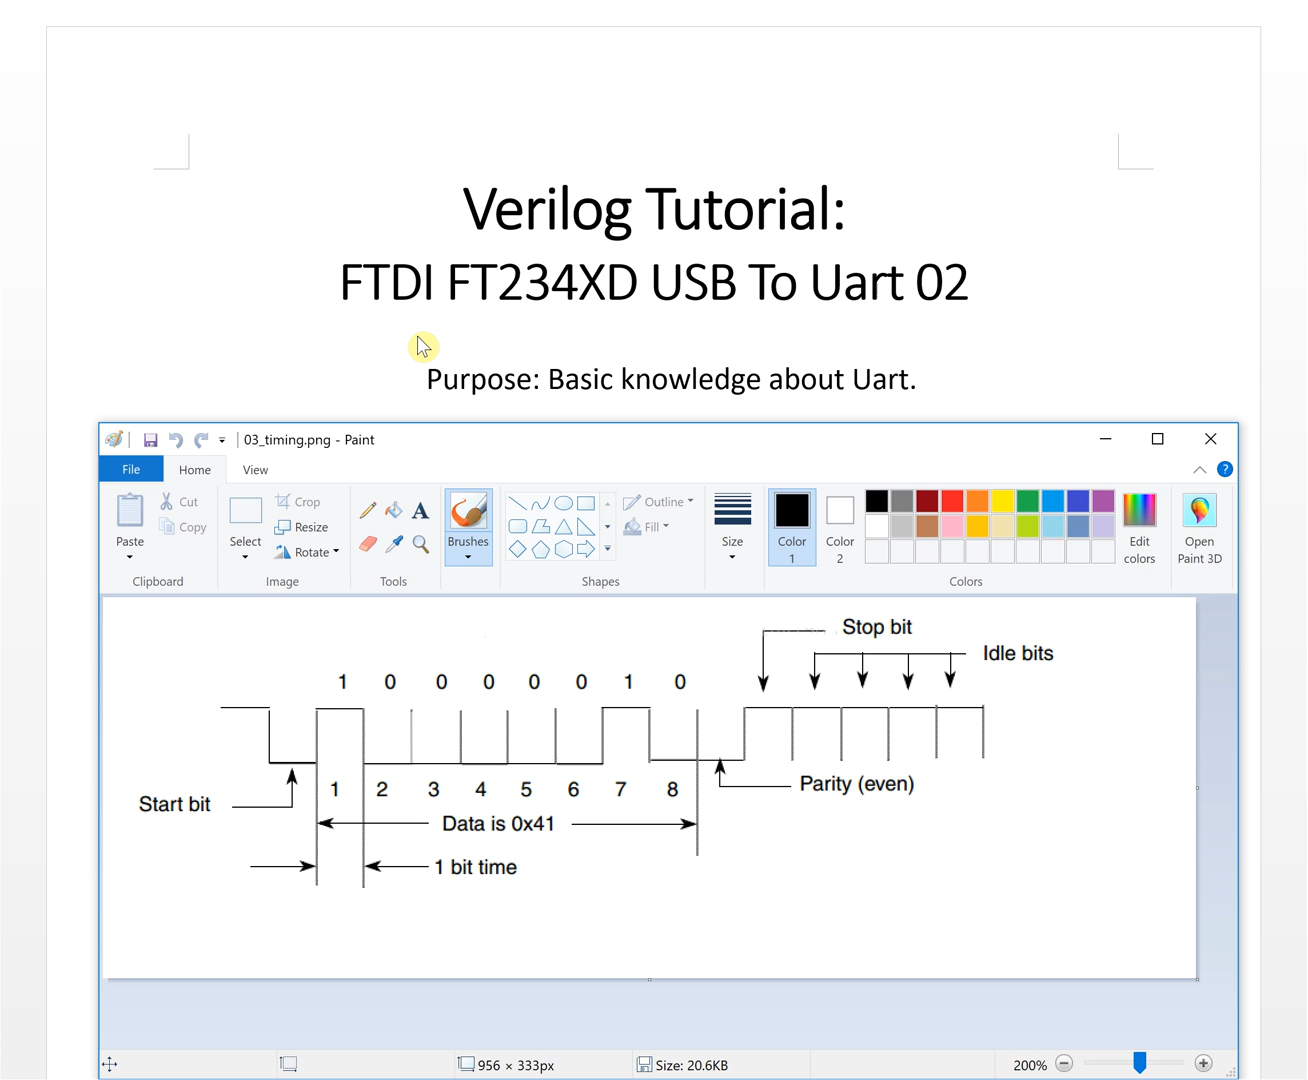 Verilog Tutorial:
FTDI FT234XD USB To Uart 02
Purpose: Basic knowledge about Uart.
03_timing.png - Paint
File Home View
Paste
Cut
Copy
Clipboard
Select
Crop
Resize
Rotate
Image
A
Tools
Brushes
Shapes
Outline
Fill
Size
Color 1
Color 2
Colors
Edit colors
Open Paint 3D
?
Stop bit
Idle bits
1 0 0 0 0 0 1 0
1 2 3 4 5 6 7 8
Start bit
Parity (even)
Data is 0x41
1 bit time
956 × 333px
Size: 20.6KB
200%